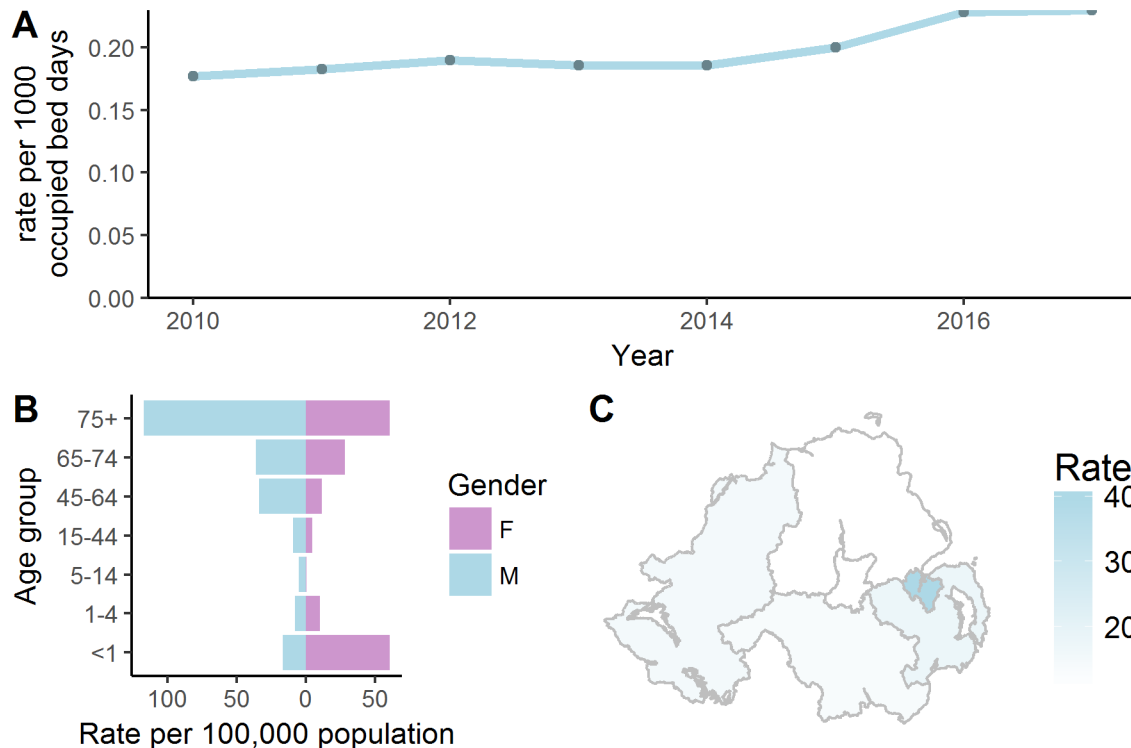 A
rate per 1000
occupied bed days
0.20
0.15
0.10
0.05
0.00
2010 2012 2014 2016
Year
B
Age group
75+
65-74
45-64
15-44
5-14
1-4
<1
100 50 0 50
Rate per 100,000 population
Gender
F
M
C
Rate
40
30
20